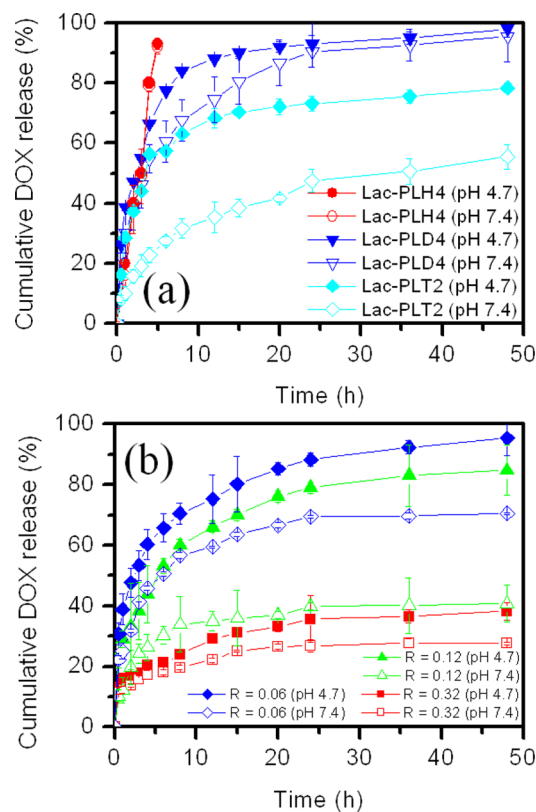 100
80
60
40
20
0
Cumulative DOX release (%)
(a)
Lac-PLH4 (pH 4.7)
Lac-PLH4 (pH 7.4)
Lac-PLD4 (pH 4.7)
Lac-PLD4 (pH 7.4)
Lac-PLT2 (pH 4.7)
Lac-PLT2 (pH 7.4)
0 10 20 30 40 50
Time (h)
100
80
60
40
20
0
Cumulative DOX release (%)
(b)
R = 0.12 (pH 4.7)
R = 0.12 (pH 7.4)
R = 0.06 (pH 4.7) R = 0.32 (pH 4.7)
R = 0.06 (pH 7.4) R = 0.32 (pH 7.4)
0 10 20 30 40 50
Time (h)